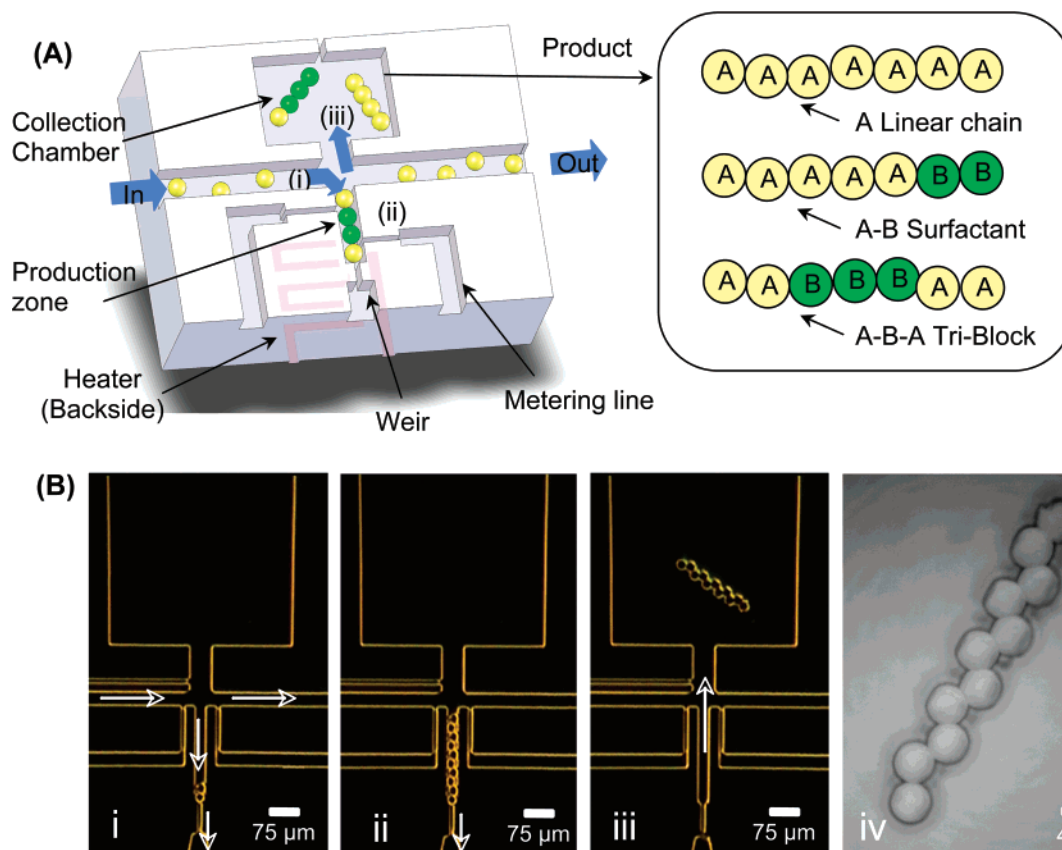 (A)
Product
Collection
Chamber
(iii)
In
(i)
Out
(ii)
Production
zone
Heater
(Backside)
Weir
Metering line
A A A A A A A
A Linear chain
A A A A A B B
A-B Surfactant
A A B B B A A
A-B-A Tri-Block
(B)
i
75 µm
ii
75 µm
iii
75 µm
iv